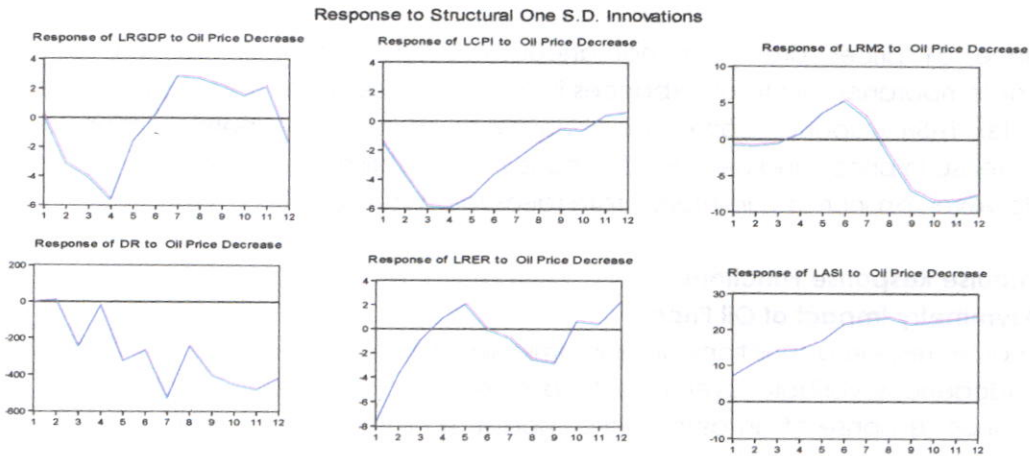 Response to Structural One S.D. Innovations
Response of LRGDP to Oil Price Decrease
4
2
0
-2
-4
-6
1 2 3 4 5 6 7 8 9 10 11 12
Response of LCPI to Oil Price Decrease
4
2
0
-2
-4
-6
1 2 3 4 5 6 7 8 9 10 11 12
Response of LRM2 to Oil Price Decrease
10
5
0
-5
-10
1 2 3 4 5 6 7 8 9 10 11 12
Response of DR to Oil Price Decrease
200
0
-200
-400
-600
1 2 3 4 5 6 7 8 9 10 11 12
Response of LRER to Oil Price Decrease
4
2
0
-2
-4
-6
-8
1 2 3 4 5 6 7 8 9 10 11 12
Response of LASI to Oil Price Decrease
30
20
10
0
-10
1 2 3 4 5 6 7 8 9 10 11 12